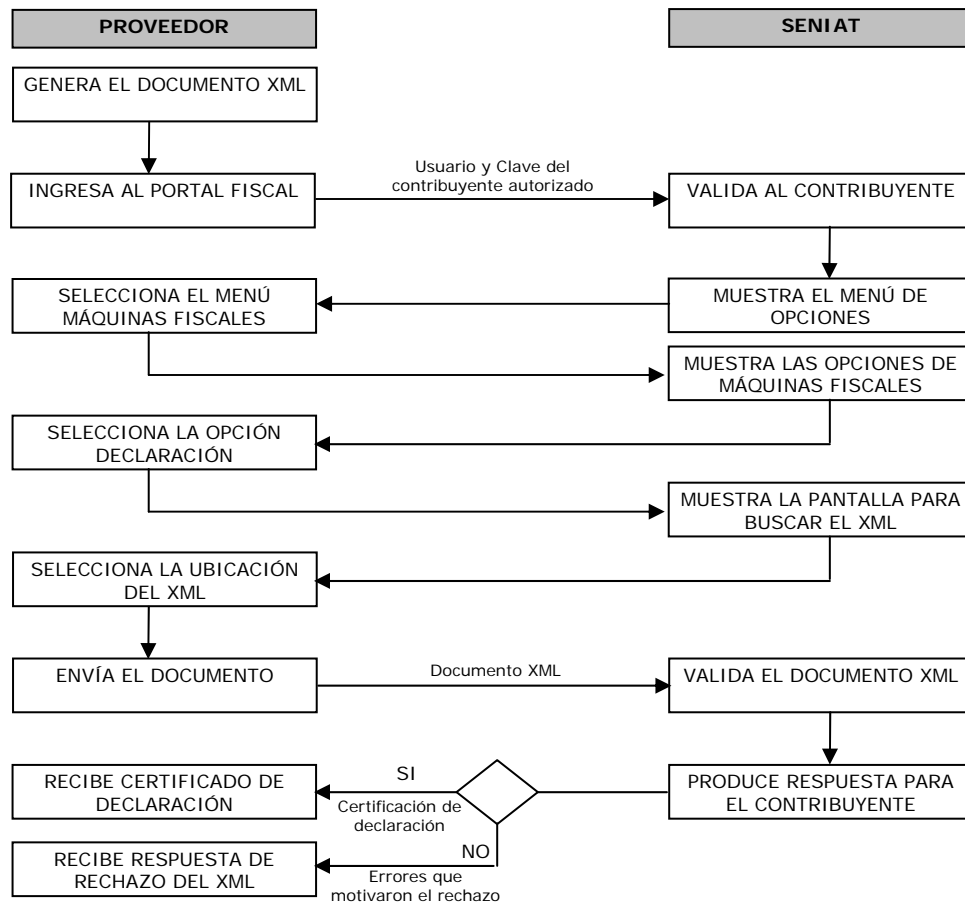 PROVEEDOR
SENIAT
GENERA EL DOCUMENTO XML
INGRESA AL PORTAL FISCAL
Usuario y Clave del
contribuyente autorizado
VALIDA AL CONTRIBUYENTE
SELECCIONA EL MENÚ
MÁQUINAS FISCALES
MUESTRA EL MENÚ DE
OPCIONES
MUESTRA LAS OPCIONES DE
MÁQUINAS FISCALES
SELECCIONA LA OPCIÓN
DECLARACIÓN
MUESTRA LA PANTALLA PARA
BUSCAR EL XML
SELECCIONA LA UBICACIÓN
DEL XML
ENVÍA EL DOCUMENTO
Documento XML
VALIDA EL DOCUMENTO XML
RECIBE CERTIFICADO DE
DECLARACIÓN
SI
Certificación de
declaración
PRODUCE RESPUESTA PARA
EL CONTRIBUYENTE
NO
RECIBE RESPUESTA DE
RECHAZO DEL XML
Errores que
motivaron el rechazo